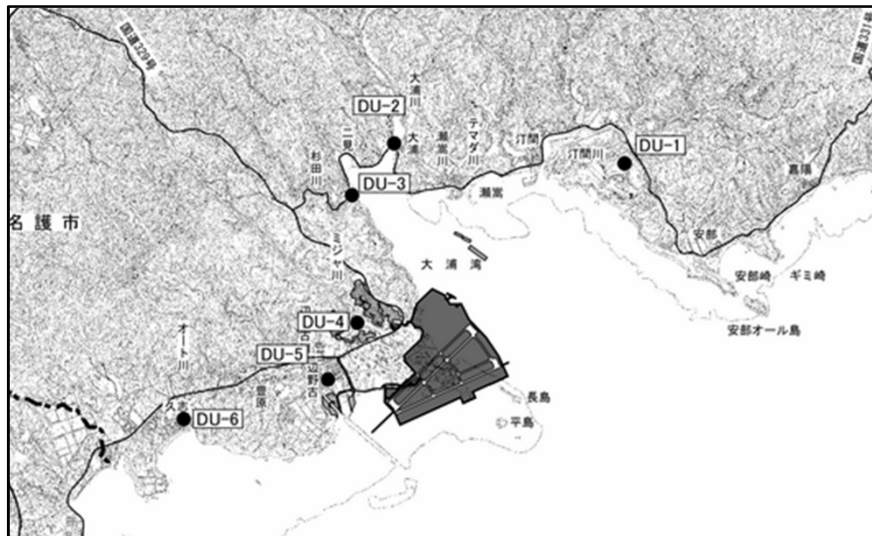 国道329号
国道331号
DU-2
大浦川
大浦
二見
杉田川
瀬嵩川
テマダ川
汀間
汀間川
DU-1
嘉陽
DU-3
瀬嵩
名護市
ミジャ川
大浦湾
安部
安部崎
ギミ崎
安部オール島
DU-4
オート川
DU-5
辺野古
豊原
久志
DU-6
長島
平島